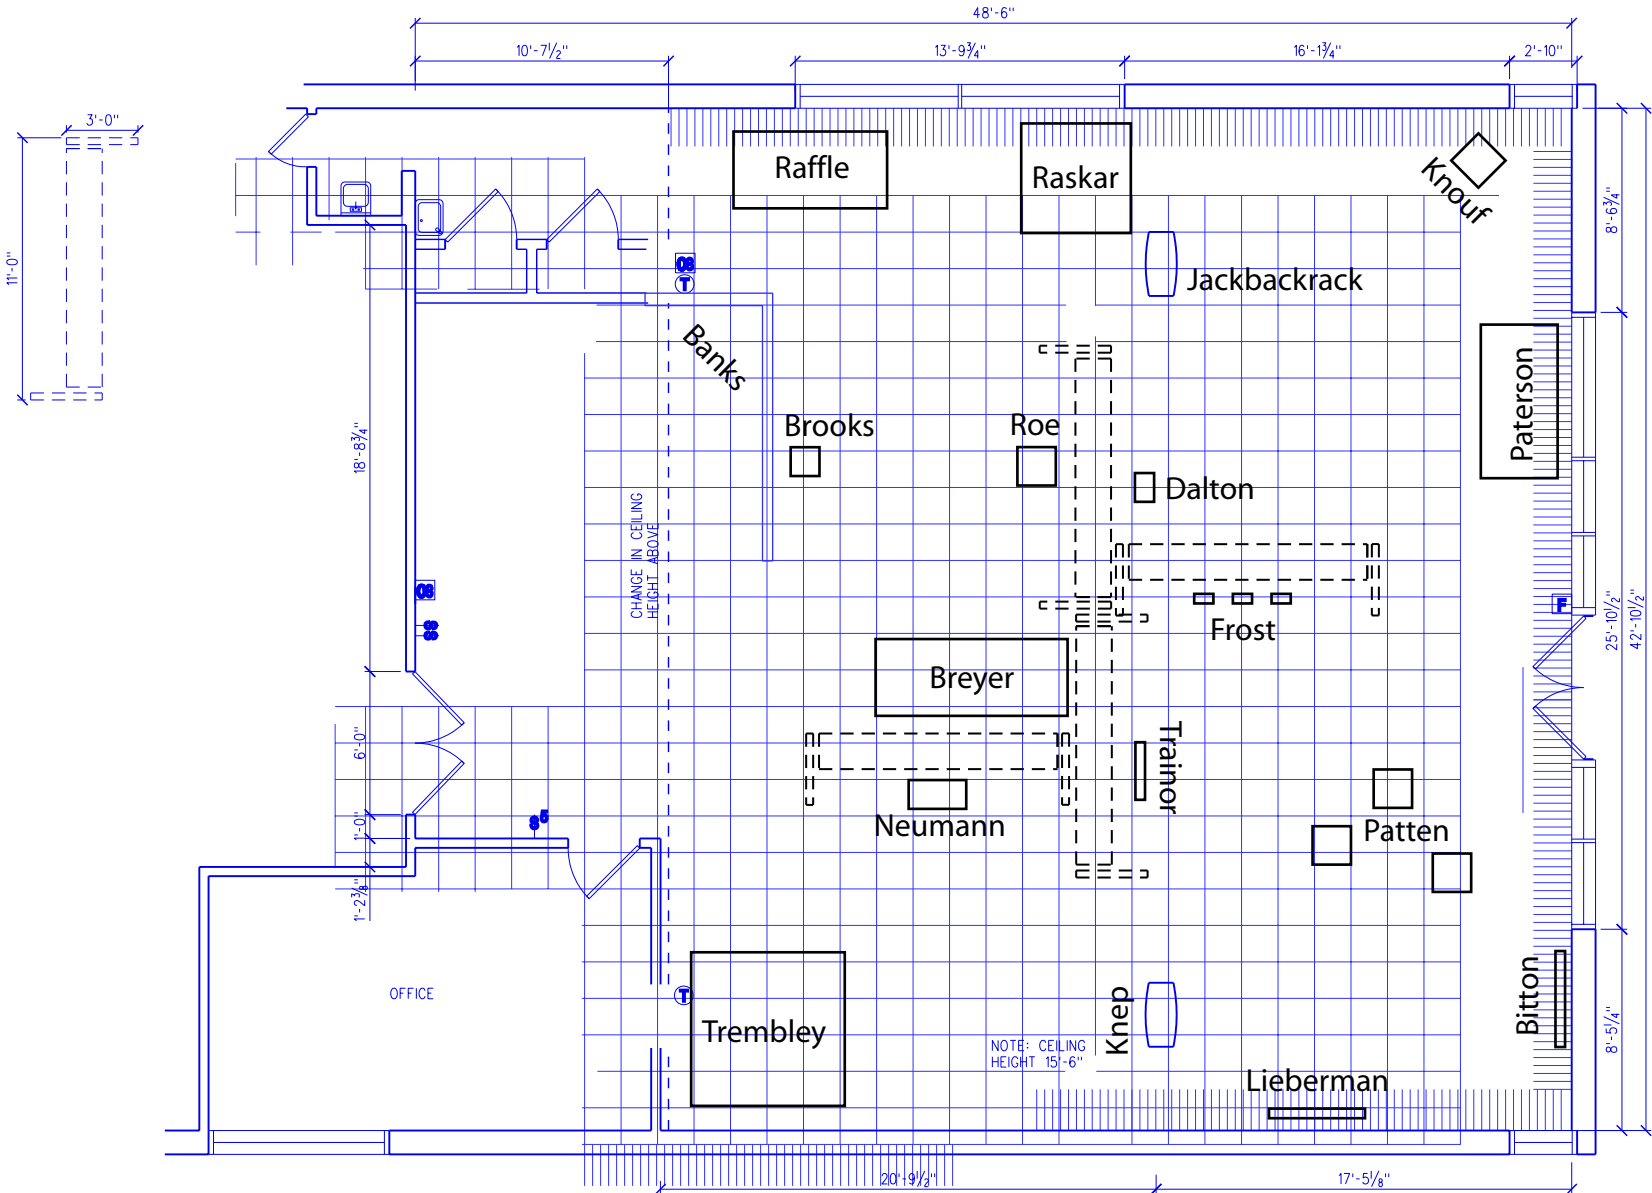 48'-6"
10'-7½"
13'-9¾"
16'-1¾"
2'-10"
3'-0"
11'-0"
Raffle
Raskar
Knouf
8'-6¾"
T
Jackbackrack
Banks
Paterson
18'-8¾"
Brooks
Roe
Dalton
CHANGE IN CEILING
HEIGHT ABOVE
F
Frost
25'-10½"
42'-10½"
Breyer
6'-0"
Trainor
Neumann
Patten
1'-0"
1'-2⅜"
OFFICE
T
Trembley
Knep
Bitton
NOTE: CEILING
HEIGHT 15'-6"
8'-5¼"
Lieberman
20'-9½"
17'-5⅛"